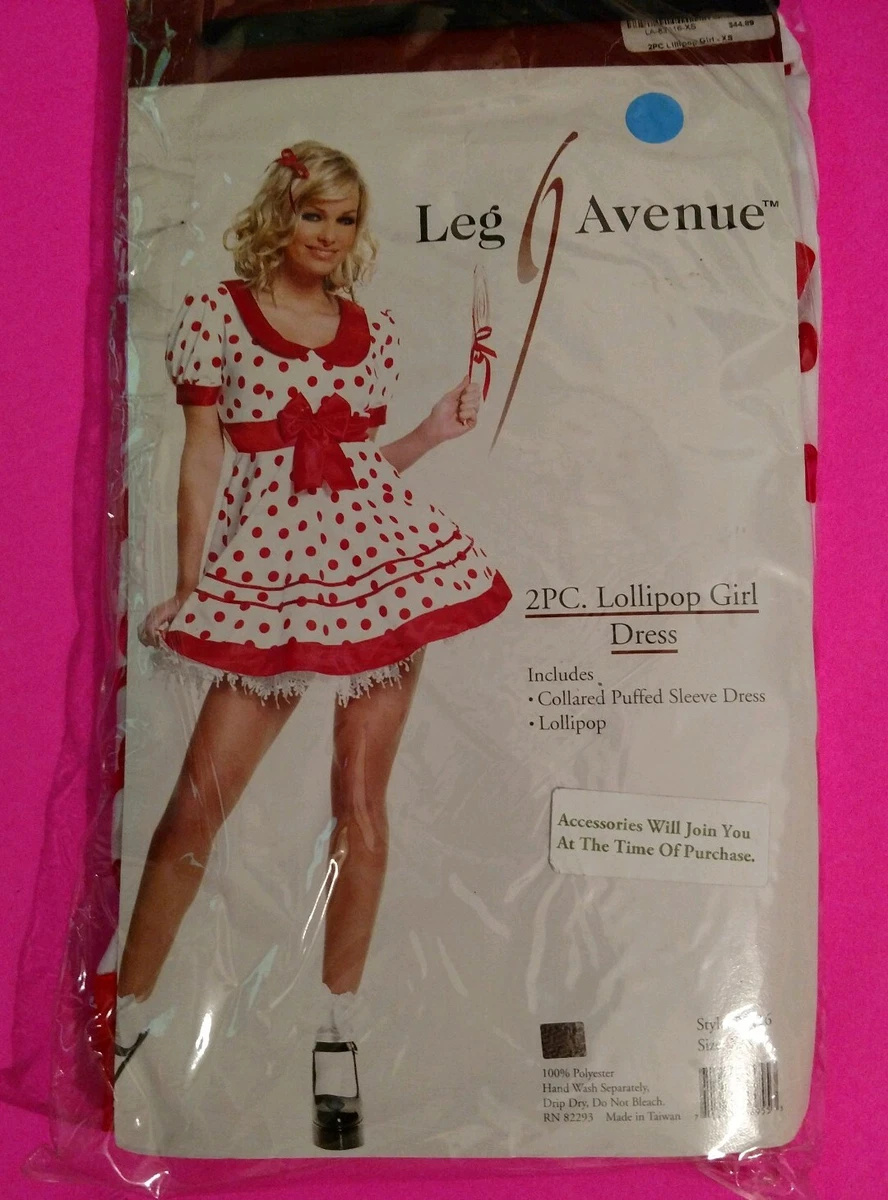 $44.99
2PC Lillipop Girl - XS
Leg Avenue™
2PC. Lollipop Girl
Dress
Includes
• Collared Puffed Sleeve Dress
• Lollipop
Accessories Will Join You
At The Time Of Purchase.
100% Polyester
Hand Wash Separately.
Drip Dry, Do Not Bleach.
RN 82293 Made in Taiwan